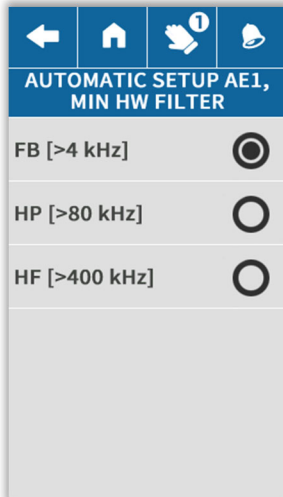 1
AUTOMATIC SETUP AE1,
MIN HW FILTER
FB [>4 kHz]
HP [>80 kHz]
HF [>400 kHz]